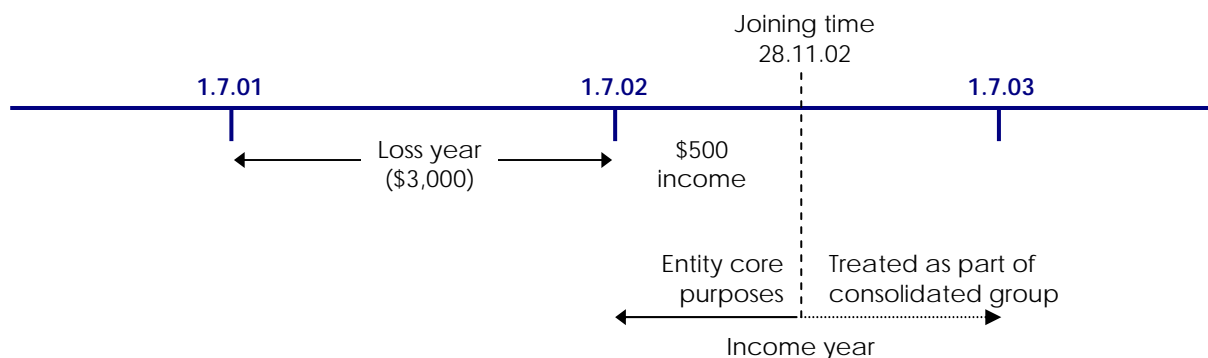 Joining time
28.11.02
1.7.01
1.7.02
1.7.03
Loss year
($3,000)
$500
income
Entity core
purposes
Treated as part of
consolidated group
Income year